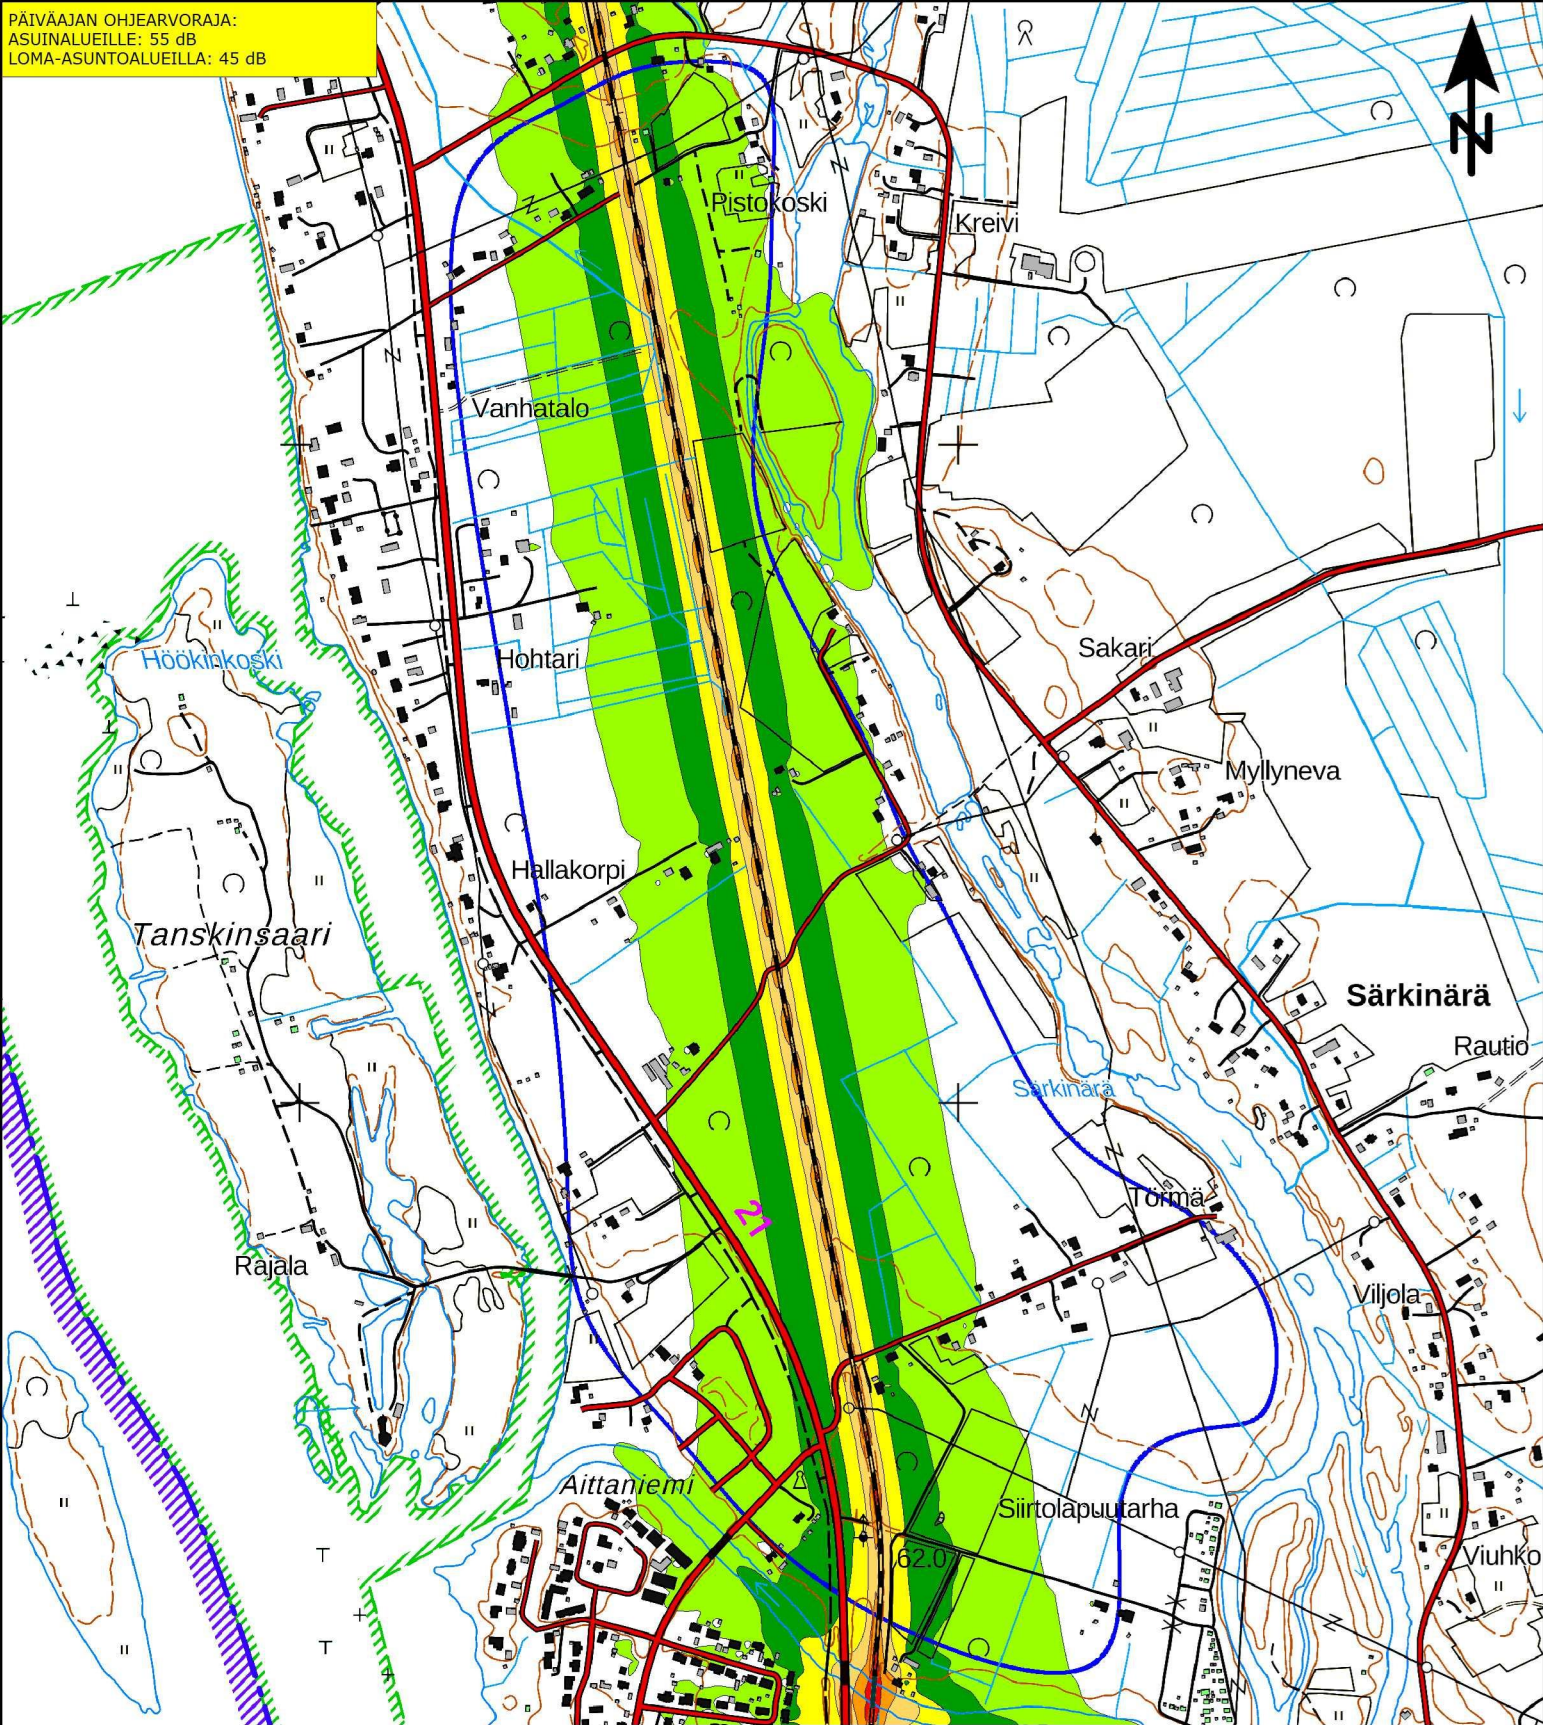 PÄIVÄAJAN OHJEARVORAJA:
ASUINALUEILLE: 55 dB
LOMA-ASUNTOALUEILLA: 45 dB
N
Pistokoski
Kreivi
Vanhatalo
Sakari
Höökinkoski
Hohtari
Myllyneva
Hallakorpi
Tanskinsaari
Särkinärä
Rautio
Särkinärä
Törmä
21
Rajala
Viljola
Aittaniemi
Siirtolapuutarha
62.0
Viuhko